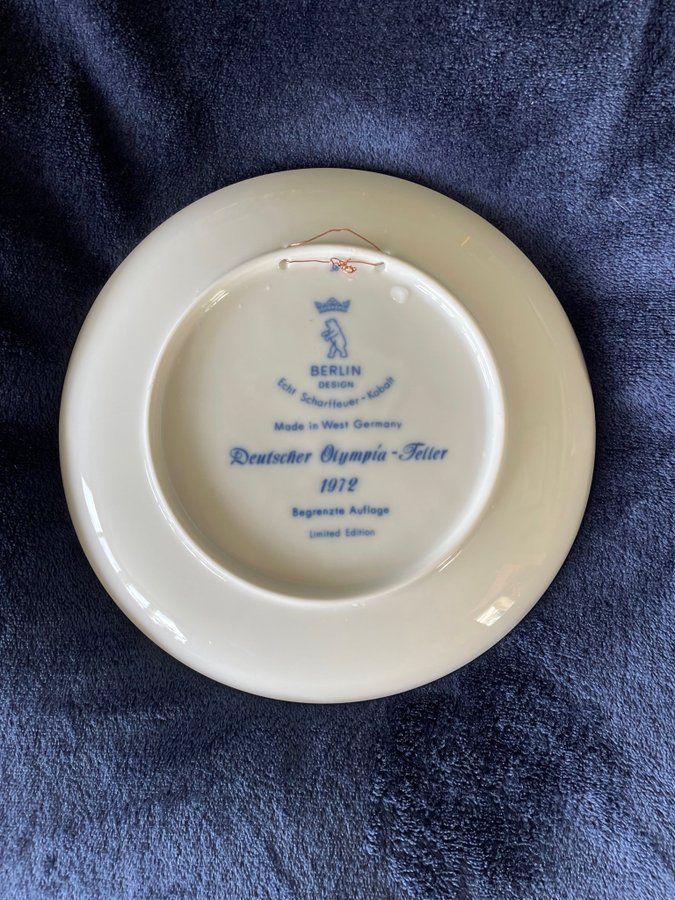 BERLIN
DESIGN
Echt Scharffeuer-Kobalt
Made in West Germany
Deutscher Olympia-Teller
1972
Begrenzte Auflage
Limited Edition